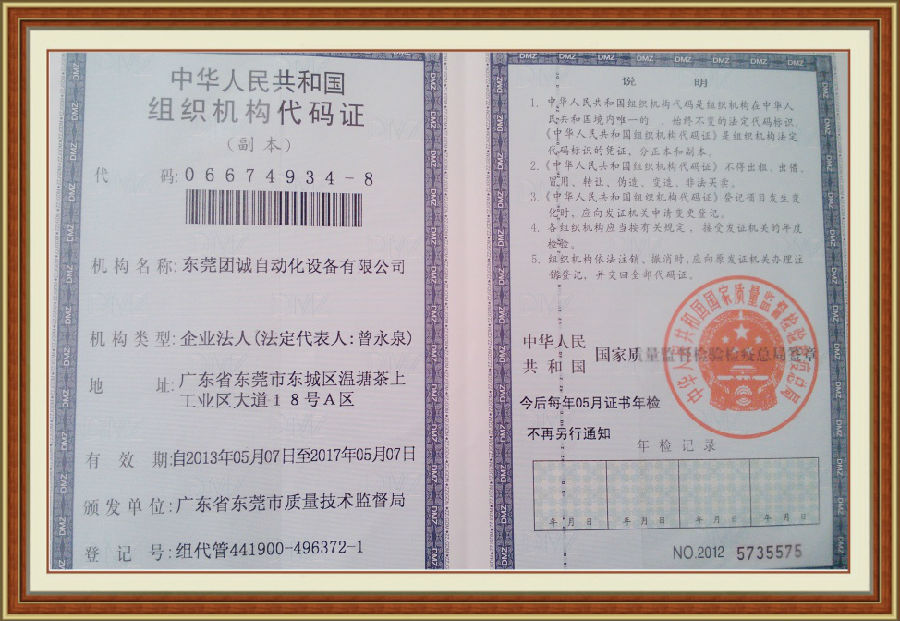 中华人民共和国
组织机构代码证
（副本）
代 码: 06674934-8
机构名称: 东莞团诚自动化设备有限公司
机构类型: 企业法人(法定代表人:曾永泉)
地 址: 广东省东莞市东城区温塘茶上
工业区大道18号A区
有 效 期: 自2013年05月07日至2017年05月07日
颁发单位: 广东省东莞市质量技术监督局
登 记 号: 组代管441900-496372-1
说 明
1. 中华人民共和国组织机构代码是组织机构在中华人
民共和国境内唯一的、始终不变的法定代码标识，
《中华人民共和国组织机构代码证》是组织机构法定
代码标识的凭证，分正本和副本。
2.《中华人民共和国组织机构代码证》不得出租、出借、
冒用、转让、伪造、变造、非法买卖。
3.《中华人民共和国组织机构代码证》登记项目发生变
化时，应向发证机关申请变更登记。
4. 各组织机构应当按有关规定，接受发证机关的年度
检验。
5. 组织机构依法注销、撤消时,应向原发证机关办理注
销登记，并交回全部代码证。
中华人民
共和国
国家质量监督检验检疫总局签章
中华人民共和国国家质量监督检验检疫总局
今后每年05月证书年检
不再另行通知
年检记录
年 月 日 年 月 日 年 月 日 年 月 日
NO.2012 5735575